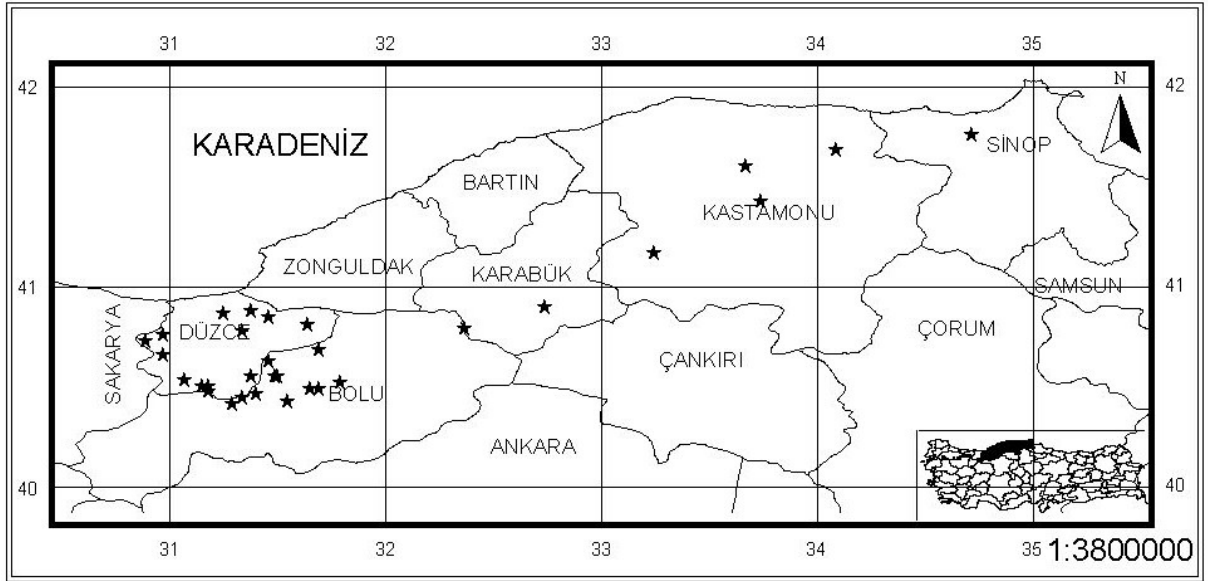 31 32 33 34 35
42 N 42
KARADENİZ
SİNOP
BARTIN
KASTAMONU
ZONGULDAK
KARABÜK
41 41
SAMSUN
SAKARYA
DÜZCE
ÇORUM
ÇANKIRI
BOLU
ANKARA
40 40
31 32 33 34 35
1:3800000